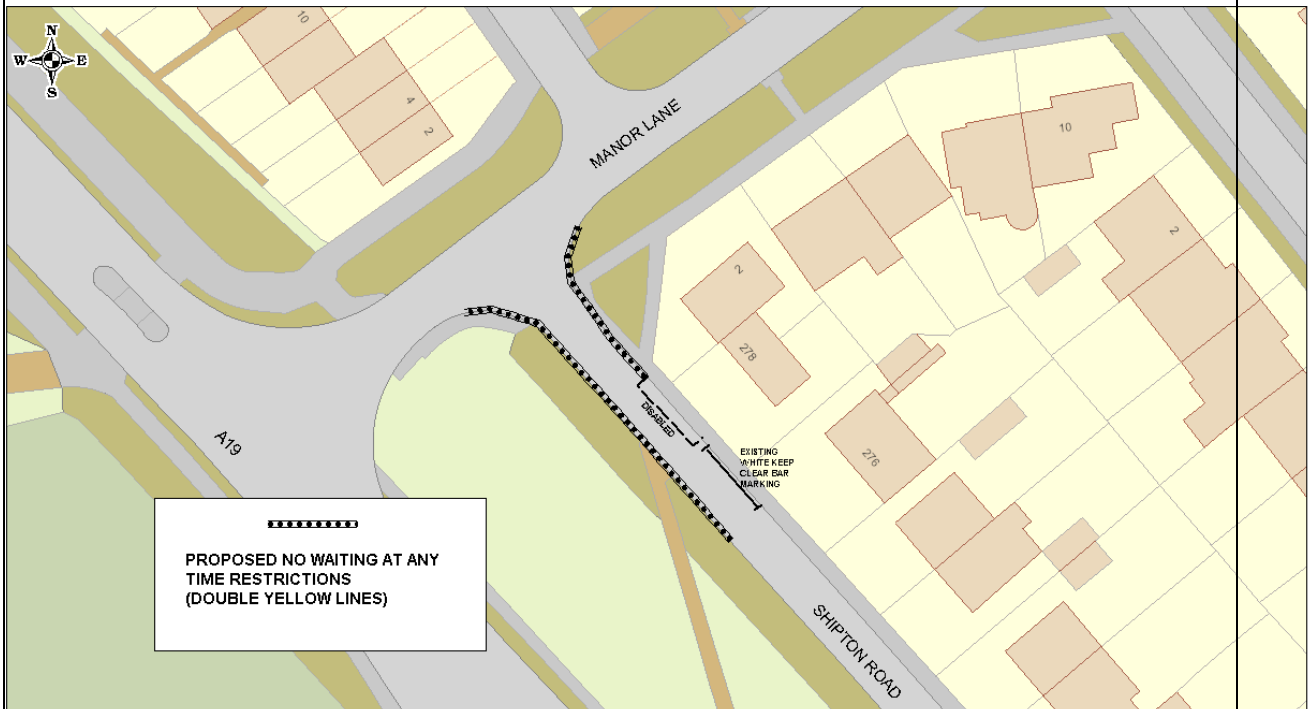 N
W E
S
10
4
2
MANOR LANE
10
2
2
278
276
A19
DISABLED
EXISTING
WHITE KEEP
CLEAR BAR
MARKING
PROPOSED NO WAITING AT ANY
TIME RESTRICTIONS
(DOUBLE YELLOW LINES)
SHIPTON ROAD